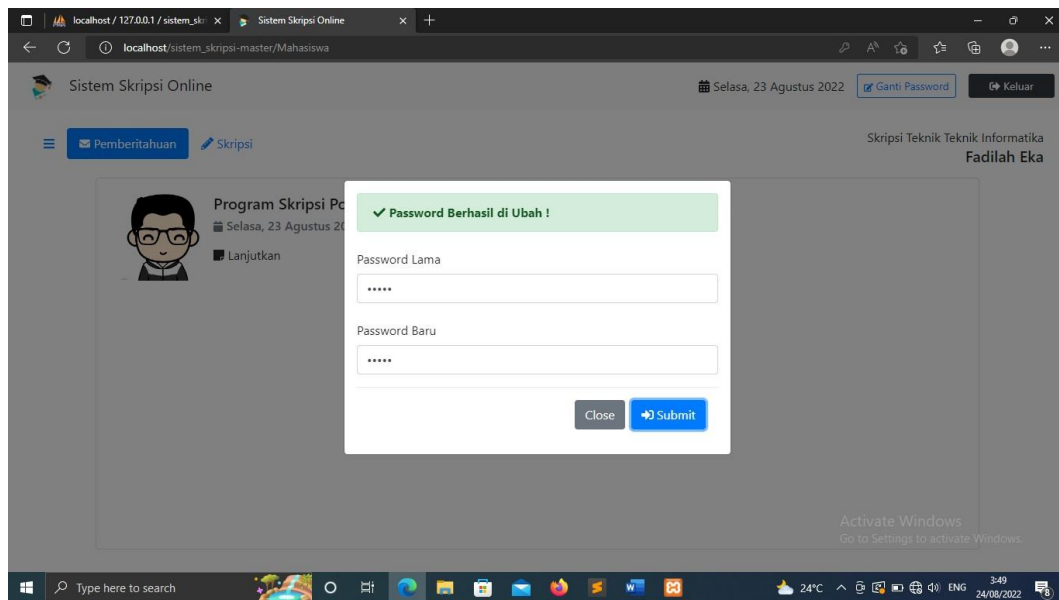 localhost / 127.0.0.1 / sistem_skr
Sistem Skripsi Online
localhost/sistem_skripsi-master/Mahasiswa
Sistem Skripsi Online
Selasa, 23 Agustus 2022
Ganti Password
Keluar
Pemberitahuan
Skripsi
Skripsi Teknik Teknik Informatika
Fadilah Eka
Program Skripsi Po
Selasa, 23 Agustus 20
Lanjutkan
Password Berhasil di Ubah !
Password Lama
•••••
Password Baru
•••••
Close
Submit
Activate Windows
Go to Settings to activate Windows.
Type here to search
24°C
ENG
3:49
24/08/2022
8